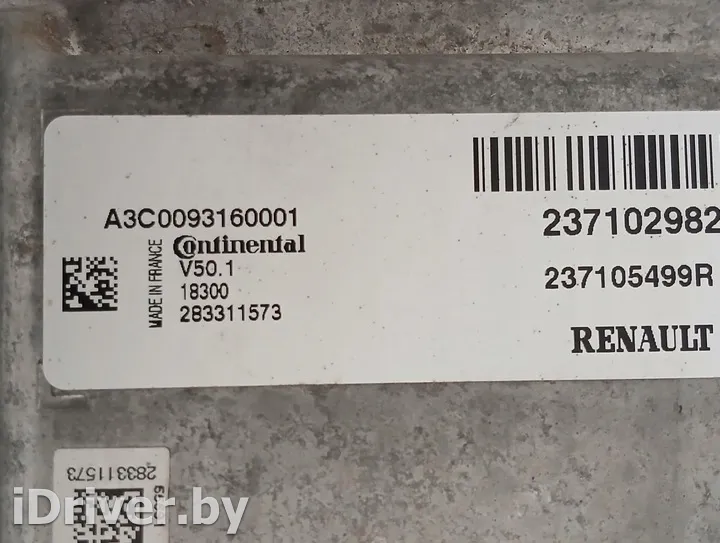 A3C0093160001
Continental
MADE IN FRANCE
V50.1
18300
283311573
237102982
237105499R
RENAULT
283311573
iDriver.by